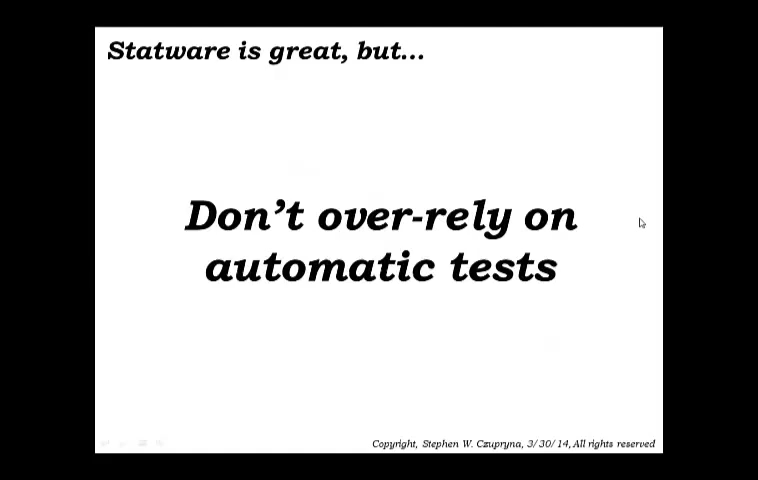 Statware is great, but...
Don't over-rely on
automatic tests
Copyright, Stephen W. Czupryna, 3/30/14, All rights reserved